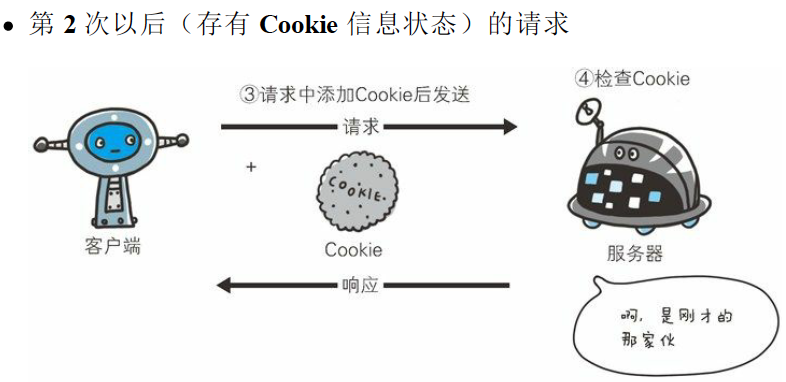 • 第 2 次以后（存有 Cookie 信息状态）的请求
③请求中添加Cookie后发送
④检查Cookie
请求
+
COOKIE
客户端
Cookie
服务器
响应
啊，是刚才的
那家伙